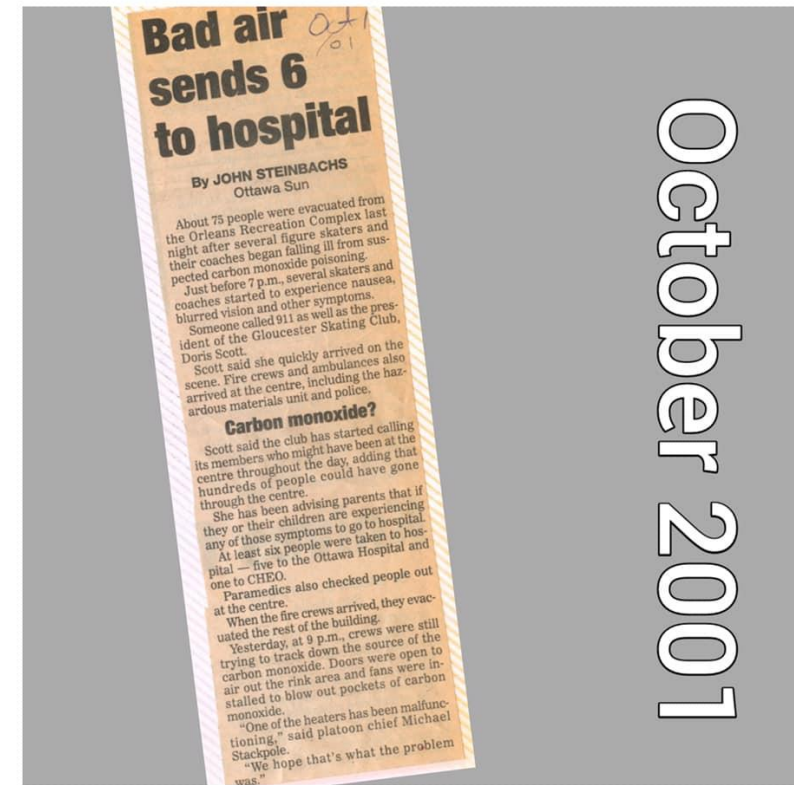 Bad air
Oct 1
/01
sends 6
to hospital
By JOHN STEINBACHS
Ottawa Sun
About 75 people were evacuated from
the Orleans Recreation Complex last
night after several figure skaters and
their coaches began falling ill from sus-
pected carbon monoxide poisoning.
Just before 7 p.m., several skaters and
coaches started to experience nausea,
blurred vision and other symptoms.
Someone called 911 as well as the pres-
ident of the Gloucester Skating Club,
Doris Scott.
Scott said she quickly arrived on the
scene. Fire crews and ambulances also
arrived at the centre, including the haz-
ardous materials unit and police.
Carbon monoxide?
Scott said the club has started calling
its members who might have been at the
centre throughout the day, adding that
hundreds of people could have gone
through the centre.
She has been advising parents that if
they or their children are experiencing
any of those symptoms to go to hospital.
At least six people were taken to hos-
pital — five to the Ottawa Hospital and
one to CHEO.
Paramedics also checked people out
at the centre.
When the fire crews arrived, they evac-
uated the rest of the building.
Yesterday, at 9 p.m., crews were still
trying to track down the source of the
carbon monoxide. Doors were open to
air out the rink area and fans were in-
stalled to blow out pockets of carbon
monoxide.
“One of the heaters has been malfunc-
tioning,” said platoon chief Michael
Stackpole.
“We hope that’s what the problem
was.”
October 2001